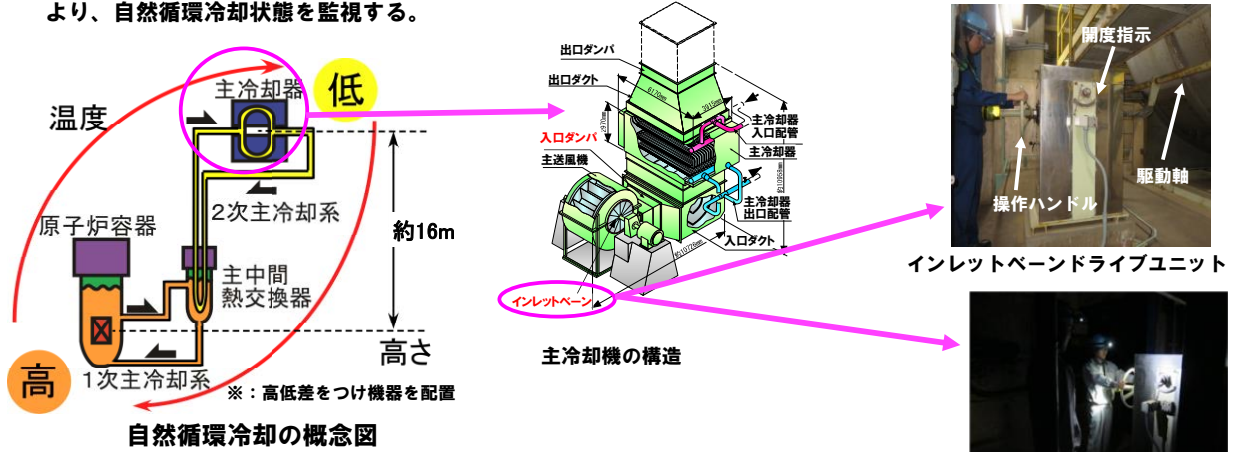 より、自然循環冷却状態を監視する。
温度
主冷却器
低
2次主冷却系
原子炉容器
約16m
主中間
熱交換器
高さ
高
1次主冷却系
※：高低差をつけ機器を配置
自然循環冷却の概念図
出口ダンパ
出口ダクト
6170mm
2915mm
2970mm
入口ダンパ
主送風機
主冷却器
入口配管
主冷却器
主冷却器
出口配管
入口ダクト
インレットベーン
主冷却機の構造
開度指示
駆動軸
操作ハンドル
インレットベーンドライブユニット